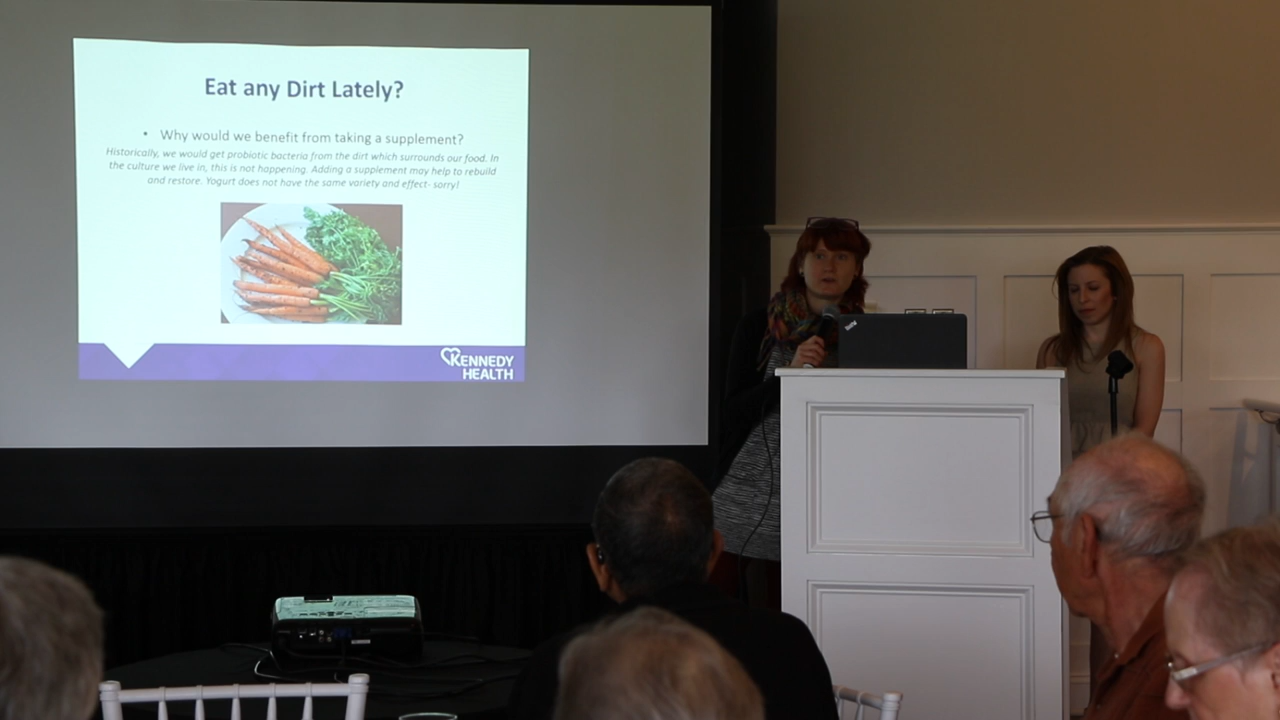 Eat any Dirt Lately?
• Why would we benefit from taking a supplement?
Historically, we would get probiotic bacteria from the dirt which surrounds our food. In
the culture we live in, this is not happening. Adding a supplement may help to rebuild
and restore. Yogurt does not have the same variety and effect- sorry!
KENNEDY
HEALTH